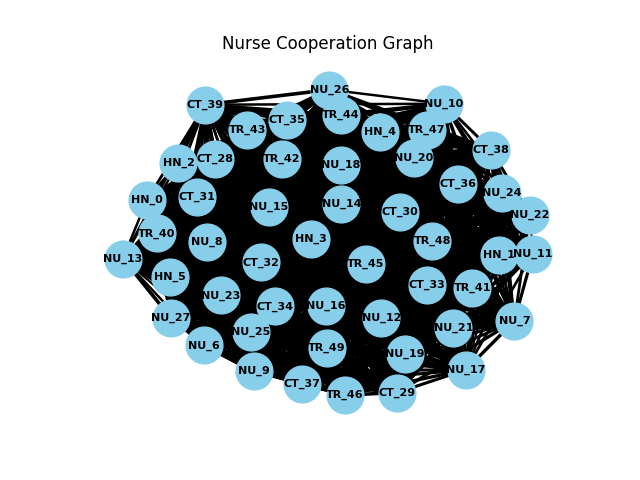 Nurse Cooperation Graph
NU_26
CT_39
NU_10
TR_44
CT_35
TR_43
HN_4
TR_47
CT_38
NU_20
TR_42
CT_28
HN_2
NU_18
CT_36
NU_24
CT_31
HN_0
NU_14
NU_15
CT_30
NU_22
TR_40
HN_3
TR_48
NU_8
HN_1
NU_11
NU_13
CT_32
TR_45
HN_5
CT_33
TR_41
NU_23
CT_34
NU_16
NU_12
NU_27
NU_7
NU_21
NU_25
NU_6
TR_49
NU_19
NU_9
NU_17
CT_37
CT_29
TR_46